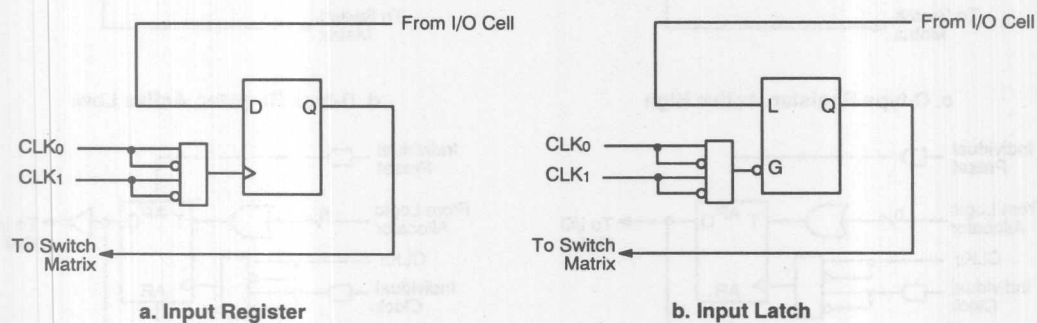 From I/O Cell
D Q
CLK0
CLK1
To Switch
Matrix
a. Input Register
From I/O Cell
L Q
G
CLK0
CLK1
To Switch
Matrix
b. Input Latch